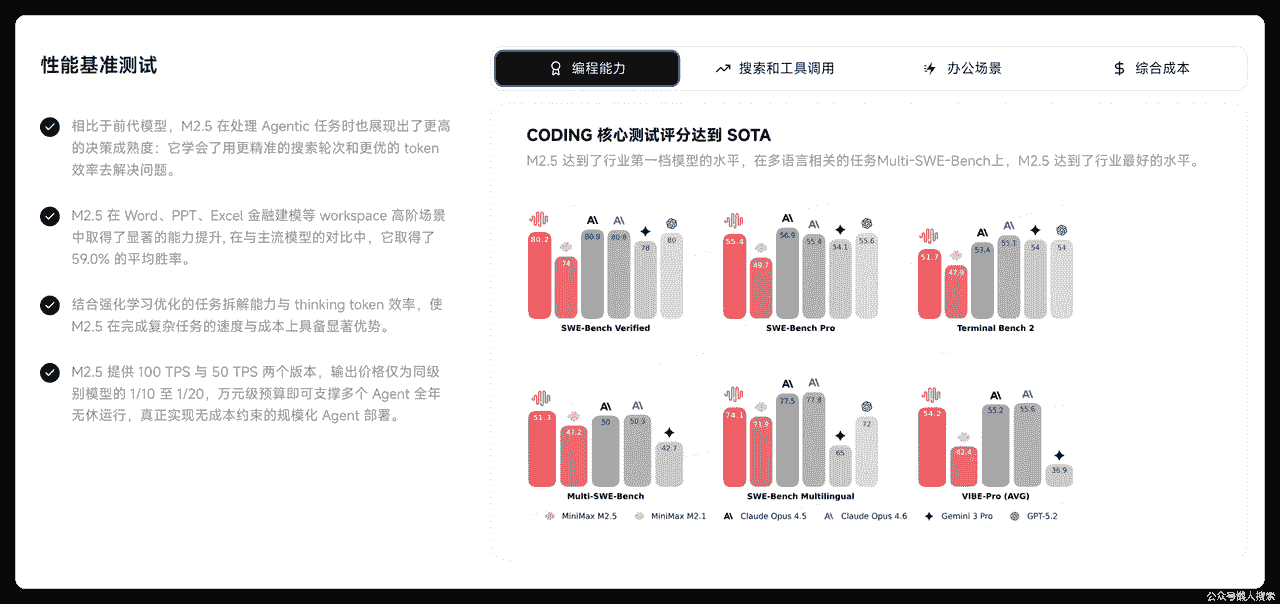 性能基准测试
相比于前代模型，M2.5 在处理 Agentic 任务时也展现出了更高
的决策成熟度：它学会了用更精准的搜索轮次和更优的 token
效率去解决问题。
M2.5 在 Word、PPT、Excel 金融建模等 workspace 高阶场景
中取得了显著的能力提升, 在与主流模型的对比中，它取得了
59.0% 的平均胜率。
结合强化学习优化的任务拆解能力与 thinking token 效率，使
M2.5 在完成复杂任务的速度与成本上具备显著优势。
M2.5 提供 100 TPS 与 50 TPS 两个版本，输出价格仅为同级
别模型的 1/10 至 1/20，万元级预算即可支撑多个 Agent 全年
无休运行，真正实现无成本约束的规模化 Agent 部署。
编程能力 搜索和工具调用 办公场景 综合成本
CODING 核心测试评分达到 SOTA
M2.5 达到了行业第一档模型的水平，在多语言相关的任务Multi-SWE-Bench上，M2.5 达到了行业最好的水平。
80.2 74 80.9 80.8 78 80
SWE-Bench Verified
55.4 49.7 56.9 55.4 54.1 55.6
SWE-Bench Pro
51.7 47.9 53.4 55.1 54 54
Terminal Bench 2
51.3 47.2 50 50.3 42.7
Multi-SWE-Bench
74.1 71.9 77.5 77.8 65 72
SWE-Bench Multilingual
54.2 42.4 55.2 55.6 36.9
VIBE-Pro (AVG)
MiniMax M2.5 MiniMax M2.1 Claude Opus 4.5 Claude Opus 4.6 Gemini 3 Pro GPT-5.2
公众号懒人搜索